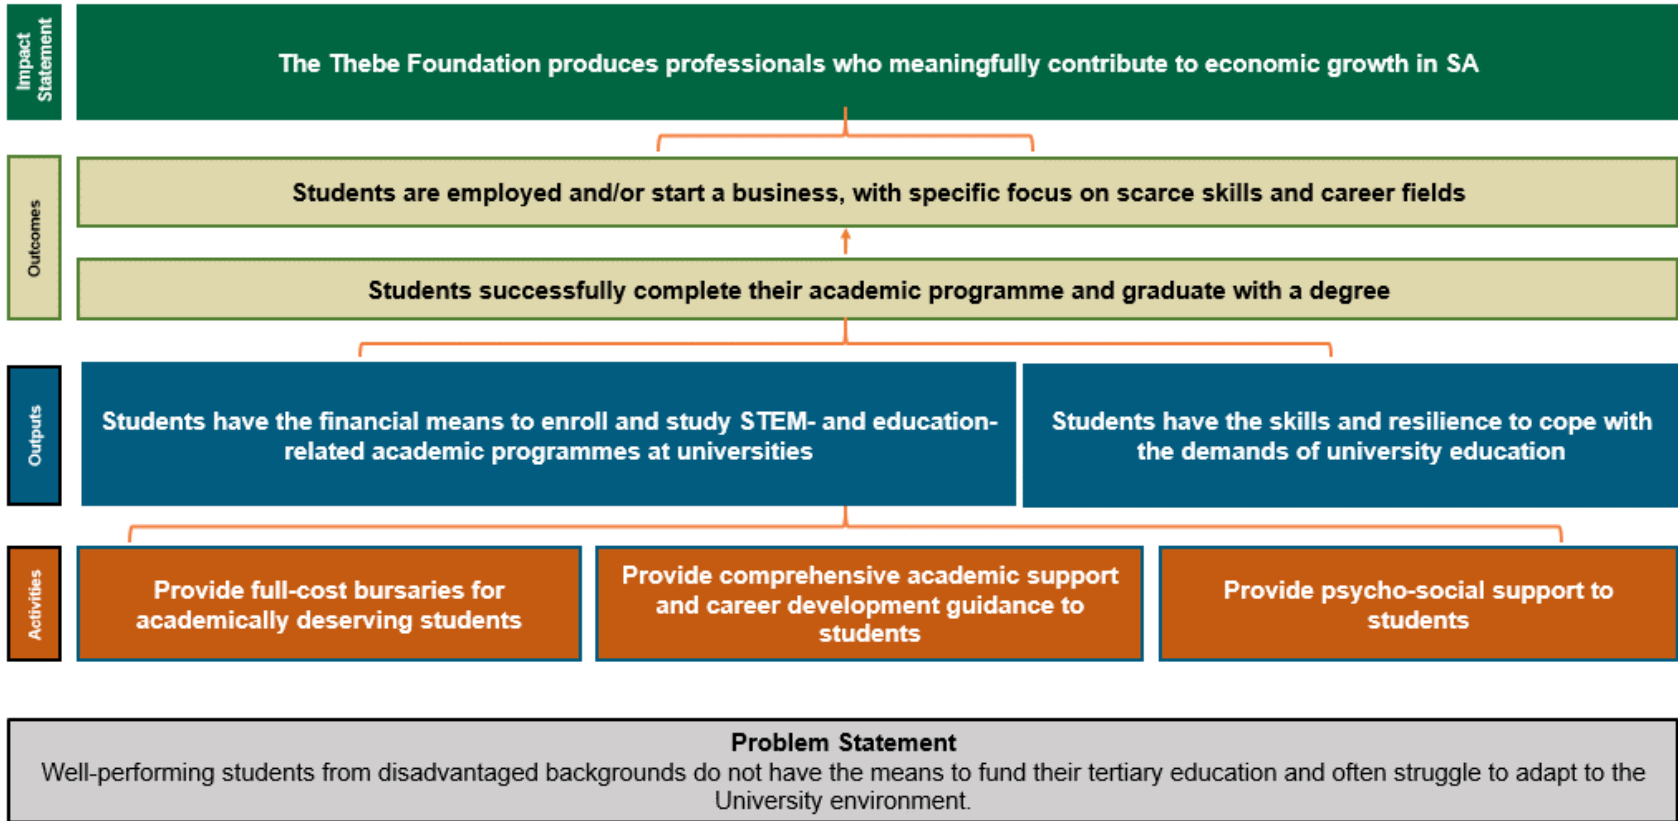 Impact
Statement
The Thebe Foundation produces professionals who meaningfully contribute to economic growth in SA
Outcomes
Students are employed and/or start a business, with specific focus on scarce skills and career fields
Students successfully complete their academic programme and graduate with a degree
Outputs
Students have the financial means to enroll and study STEM- and education-
related academic programmes at universities
Students have the skills and resilience to cope with
the demands of university education
Activities
Provide full-cost bursaries for
academically deserving students
Provide comprehensive academic support
and career development guidance to
students
Provide psycho-social support to
students
Problem Statement
Well-performing students from disadvantaged backgrounds do not have the means to fund their tertiary education and often struggle to adapt to the
University environment.